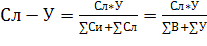 Сл − У = Сл*У / ∑Си+∑Сл = Сл*У / ∑В+∑У